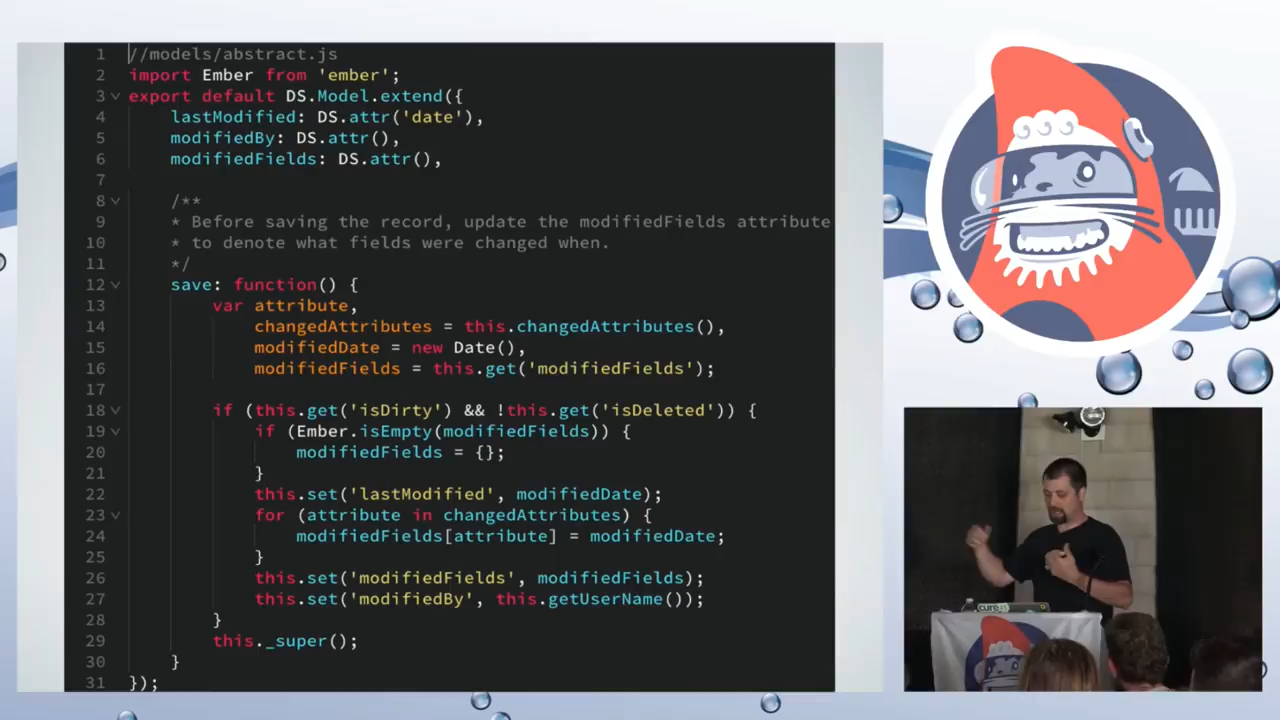 1 //models/abstract.js
2 import Ember from 'ember';
3 export default DS.Model.extend({
4 lastModified: DS.attr('date'),
5 modifiedBy: DS.attr(),
6 modifiedFields: DS.attr(),
7
8 /**
9 * Before saving the record, update the modifiedFields attribute
10 * to denote what fields were changed when.
11 */
12 save: function() {
13 var attribute,
14 changedAttributes = this.changedAttributes(),
15 modifiedDate = new Date(),
16 modifiedFields = this.get('modifiedFields');
17
18 if (this.get('isDirty') && !this.get('isDeleted')) {
19 if (Ember.isEmpty(modifiedFields)) {
20 modifiedFields = {};
21 }
22 this.set('lastModified', modifiedDate);
23 for (attribute in changedAttributes) {
24 modifiedFields[attribute] = modifiedDate;
25 }
26 this.set('modifiedFields', modifiedFields);
27 this.set('modifiedBy', this.getUserName());
28 }
29 this._super();
30 }
31 });